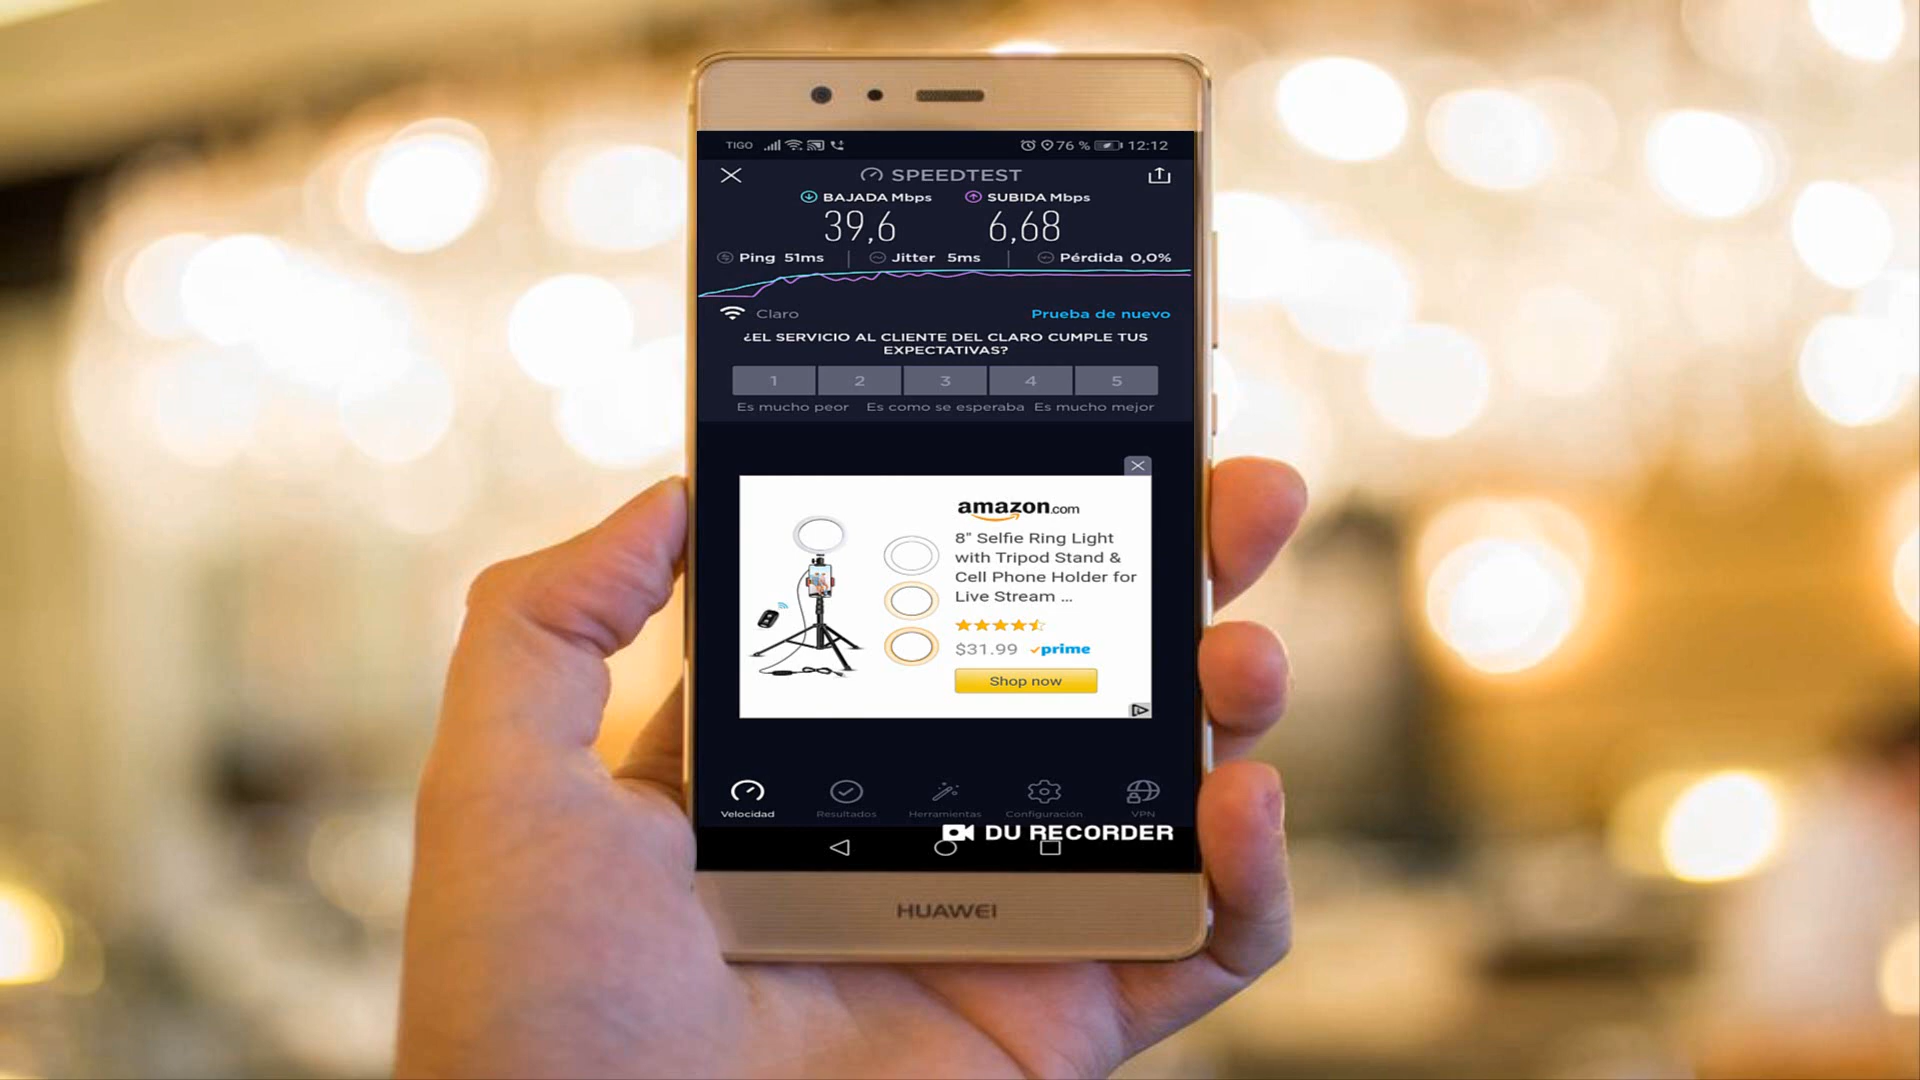 TIGO 76 % 12:12
SPEEDTEST
BAJADA Mbps SUBIDA Mbps
39,6 6,68
Ping 51ms Jitter 5ms Pérdida 0,0%
Claro Prueba de nuevo
¿EL SERVICIO AL CLIENTE DEL CLARO CUMPLE TUS
EXPECTATIVAS?
1 2 3 4 5
Es mucho peor Es como se esperaba Es mucho mejor
amazon.com
8" Selfie Ring Light
with Tripod Stand &
Cell Phone Holder for
Live Stream ...
$31.99 prime
Shop now
Velocidad Resultados Herramientas Configuración VPN
DU RECORDER
HUAWEI